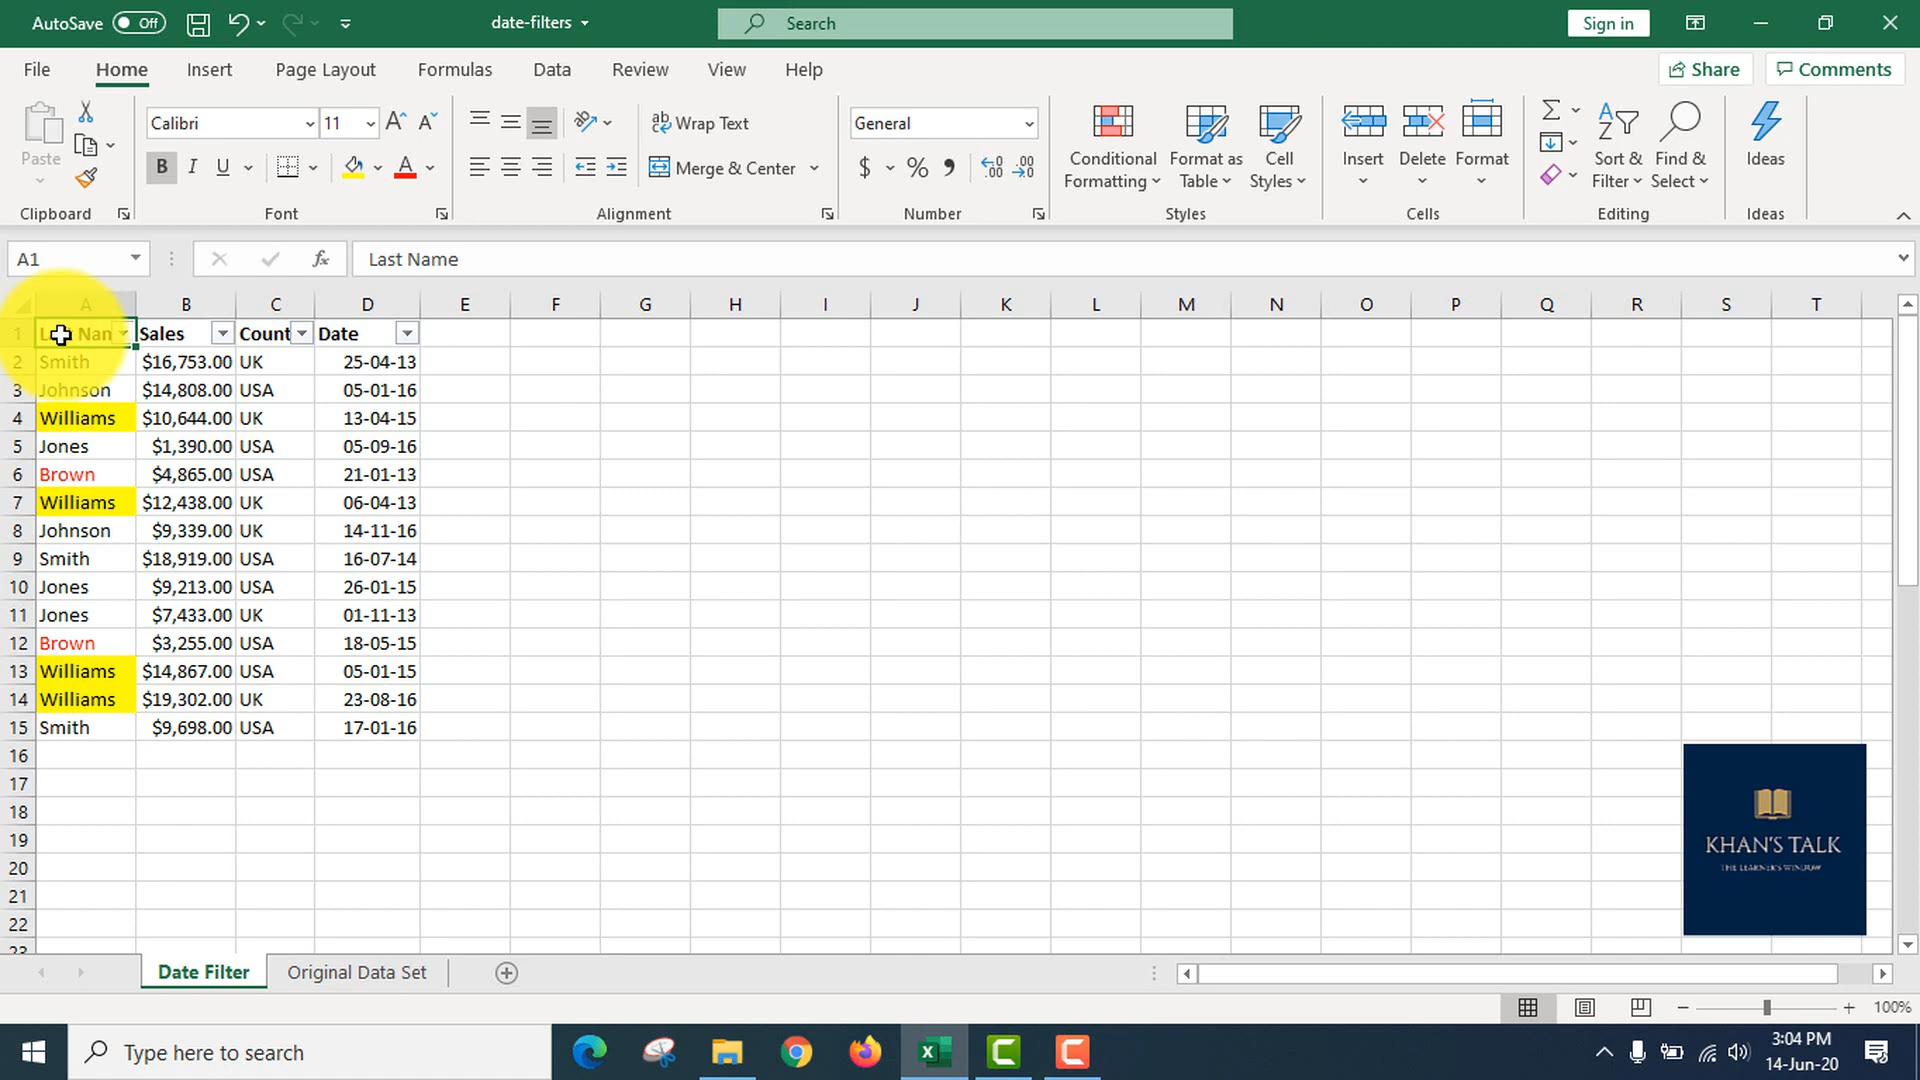 AutoSave Off date-filters Search Sign in
File Home Insert Page Layout Formulas Data Review View Help Share Comments
Paste Calibri 11 B I U Wrap Text Merge & Center General $ % Conditional Formatting Format as Table Cell Styles Insert Delete Format Sort & Filter Find & Select Ideas
Clipboard Font Alignment Number Styles Cells Editing Ideas
A1 fx Last Name
A B C D E F G H I J K L M N O P Q R S T
1 Last Nam Sales Count Date
2 Smith $16,753.00 UK 25-04-13
3 Johnson $14,808.00 USA 05-01-16
4 Williams $10,644.00 UK 13-04-15
5 Jones $1,390.00 USA 05-09-16
6 Brown $4,865.00 USA 21-01-13
7 Williams $12,438.00 UK 06-04-13
8 Johnson $9,339.00 UK 14-11-16
9 Smith $18,919.00 USA 16-07-14
10 Jones $9,213.00 USA 26-01-15
11 Jones $7,433.00 UK 01-11-13
12 Brown $3,255.00 USA 18-05-15
13 Williams $14,867.00 USA 05-01-15
14 Williams $19,302.00 UK 23-08-16
15 Smith $9,698.00 USA 17-01-16
16
17
18
19
20
21
22
23
KHAN'S TALK
THE LEARNER'S WINDOW
Date Filter Original Data Set
100%
Type here to search
3:04 PM
14-Jun-20